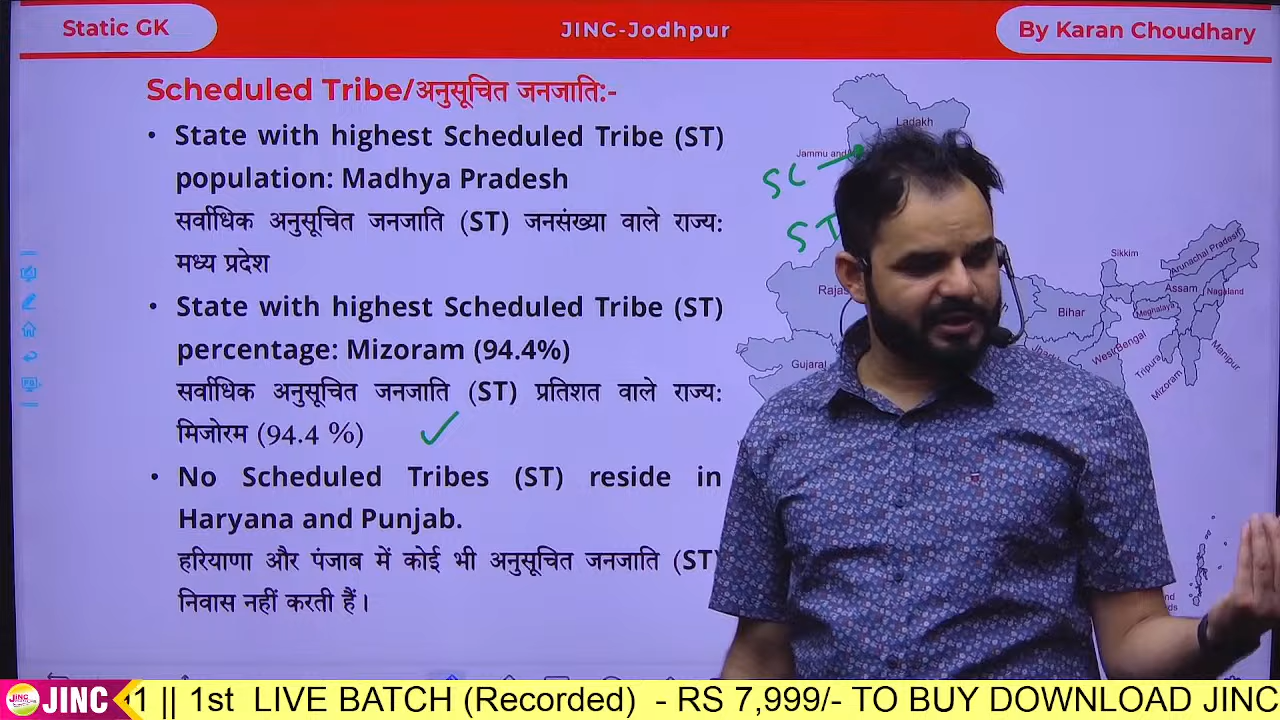 Static GK
JINC-Jodhpur
By Karan Choudhary
Scheduled Tribe/अनुसूचित जनजाति:-
• State with highest Scheduled Tribe (ST)
population: Madhya Pradesh
सर्वाधिक अनुसूचित जनजाति (ST) जनसंख्या वाले राज्य:
मध्य प्रदेश
• State with highest Scheduled Tribe (ST)
percentage: Mizoram (94.4%)
सर्वाधिक अनुसूचित जनजाति (ST) प्रतिशत वाले राज्य:
मिजोरम (94.4 %)
• No Scheduled Tribes (ST) reside in
Haryana and Punjab.
हरियाणा और पंजाब में कोई भी अनुसूचित जनजाति (ST)
निवास नहीं करती हैं।
Ladakh
Jammu and
SC
ST
Sikkim
Arunachal Pradesh
Assam
Nagaland
Meghalaya
Bihar
West Bengal
Tripura
Mizoram
Manipur
Gujarat
JINC
JINC
1 || 1st LIVE BATCH (Recorded) - RS 7,999/- TO BUY DOWNLOAD JINC